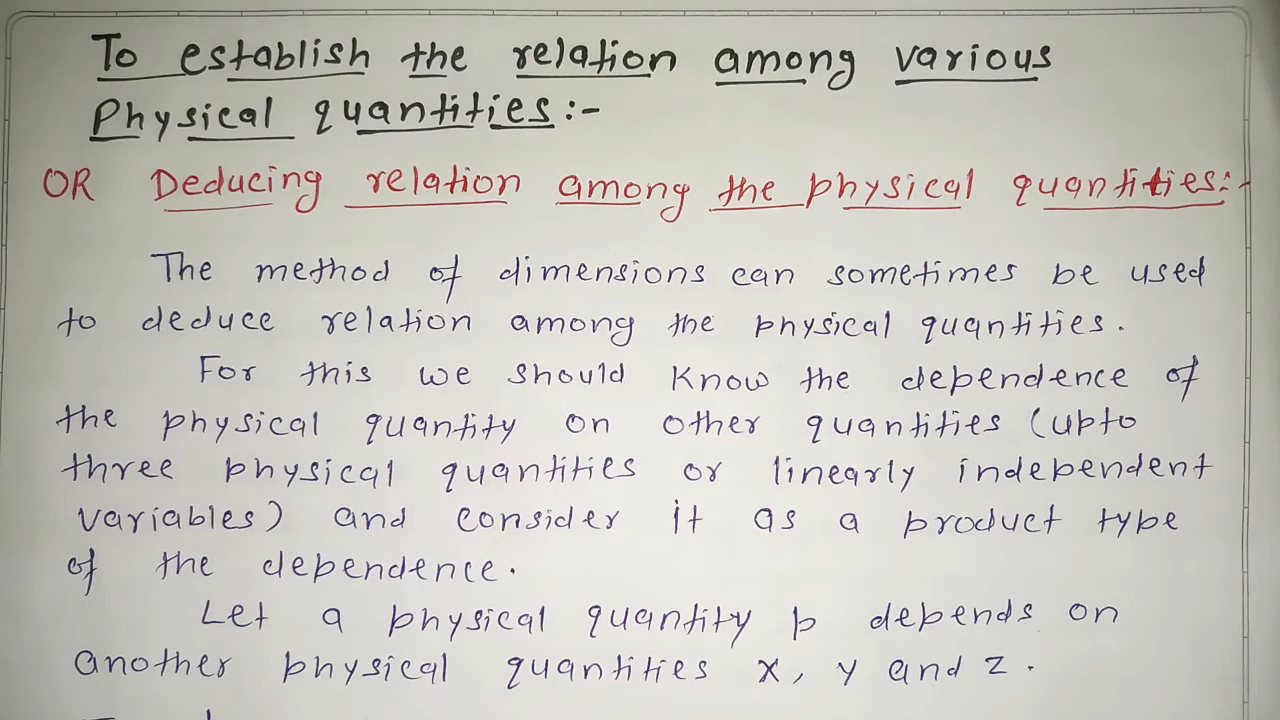 To establish the relation among various
Physical quantities:-
OR Deducing relation among the physical quantities:-
The method of dimensions can sometimes be used
to deduce relation among the physical quantities.
For this we should know the dependence of
the physical quantity on other quantities (upto
three physical quantities or linearly independent
variables) and consider it as a product type
of the dependence.
Let a physical quantity p depends on
another physical quantities x, y and z.